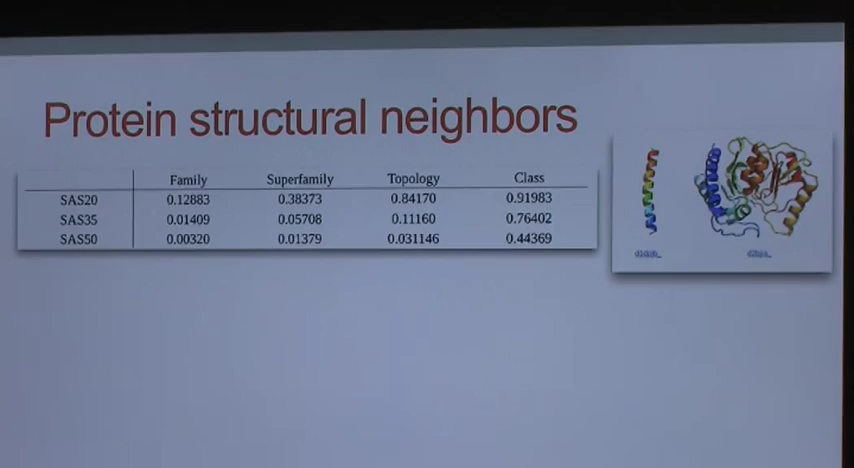 Protein structural neighbors
Family Superfamily Topology Class
SAS20 0.12883 0.38373 0.84170 0.91983
SAS35 0.01409 0.05708 0.11160 0.76402
SAS50 0.00320 0.01379 0.031146 0.44369